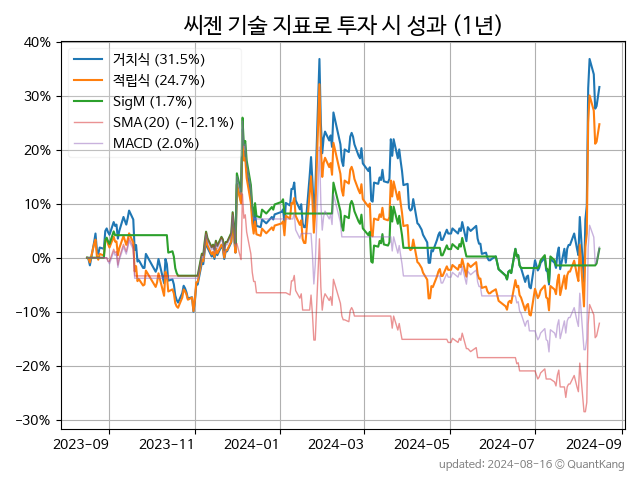 씨젠 기술 지표로 투자 시 성과 (1년)
40%
30%
20%
10%
0%
−10%
−20%
−30%
거치식 (31.5%)
적립식 (24.7%)
SigM (1.7%)
SMA(20) (−12.1%)
MACD (2.0%)
2023-09 2023-11 2024-01 2024-03 2024-05 2024-07 2024-09
updated: 2024-08-16 © QuantKang